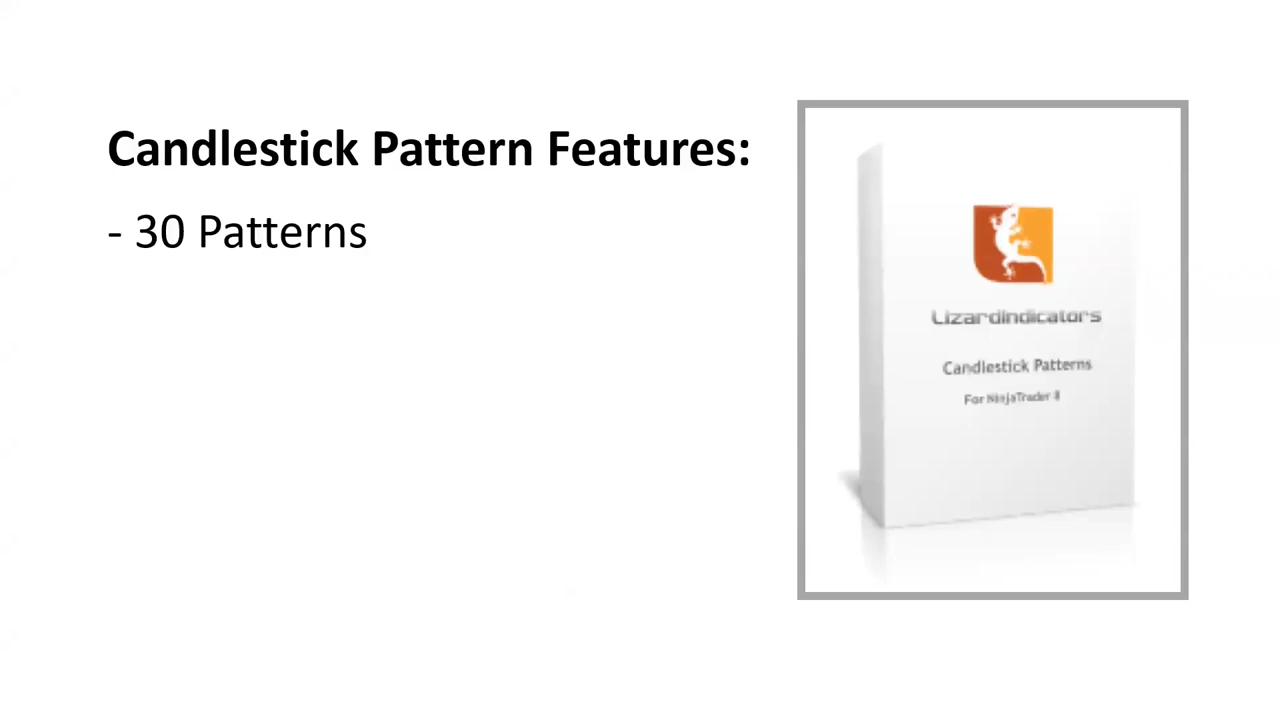 Candlestick Pattern Features:
- 30 Patterns
LizardIndicators
Candlestick Patterns
For NinjaTrader 8